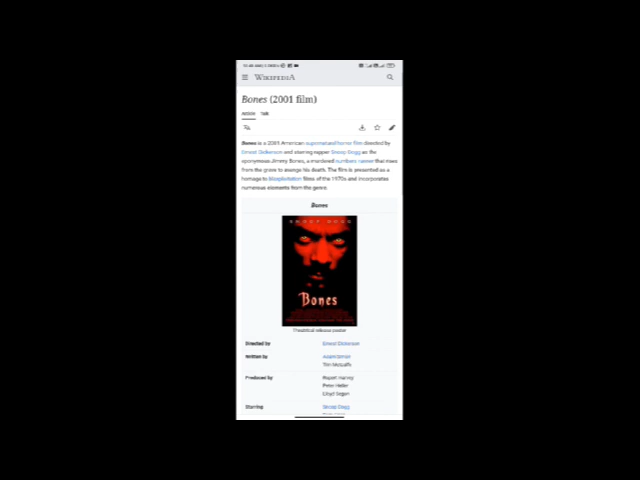 WIKIPEDIA
Bones (2001 film)
Article Talk
Bones is a 2001 American supernatural horror film directed by
Ernest Dickerson and starring rapper Snoop Dogg as the
eponymous Jimmy Bones, a murdered numbers runner that rises
from the grave to avenge his death. The film is presented as a
homage to blaxploitation films of the 1970s and incorporates
numerous elements from the genre.
Bones
SNOOP DOGG
Bones
Theatrical release poster
Directed by Ernest Dickerson
Written by Adam Simon
Tim Metcalfe
Produced by Rupert Harvey
Peter Heller
Lloyd Segan
Starring Snoop Dogg